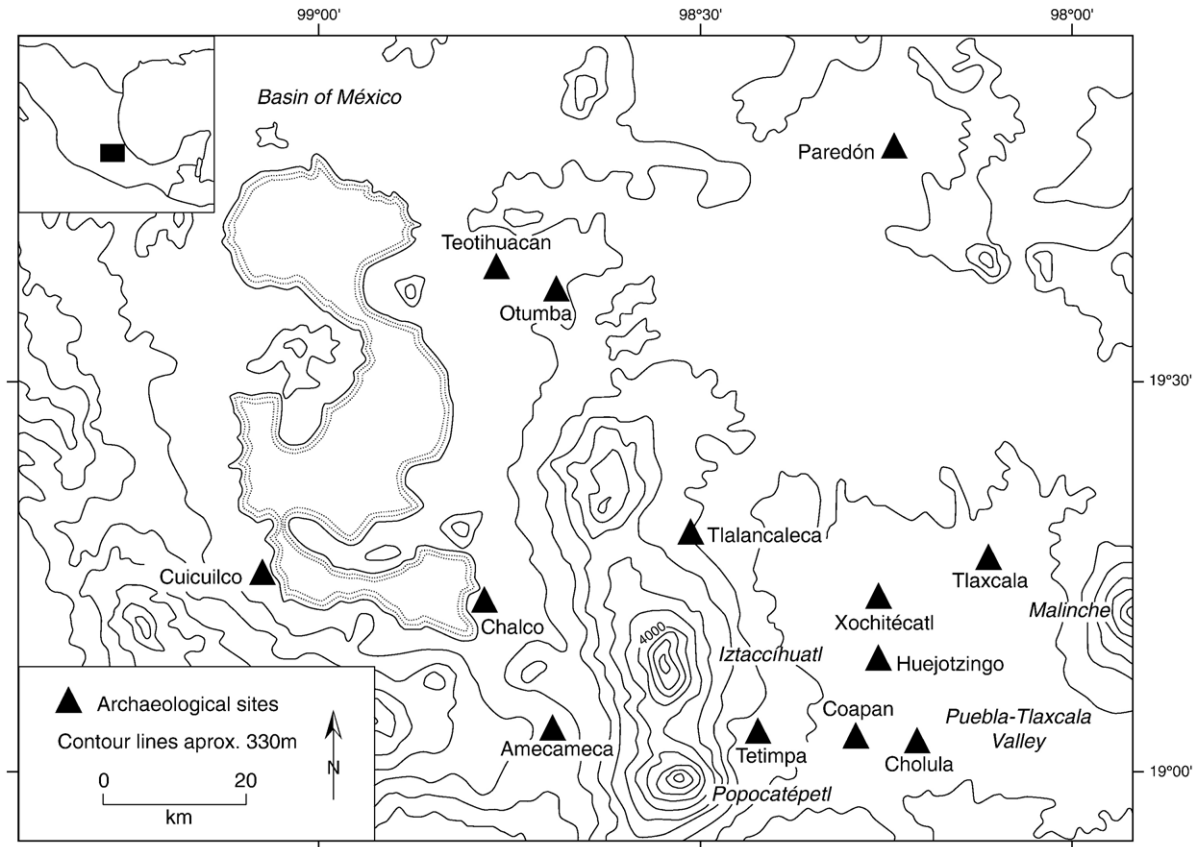 99°00'
98°30'
98°00'
Basin of México
Paredón
Teotihuacan
Otumba
19°30'
Tlalancaleca
Cuicuilco
Tlaxcala
Chalco
Xochitécatl
Malinche
4000
Iztaccíhuatl
Huejotzingo
Archaeological sites
Contour lines aprox. 330m
0 20
km
N
Amecameca
Tetimpa
Coapan
Cholula
Puebla-Tlaxcala
Valley
19°00'
Popocatépetl